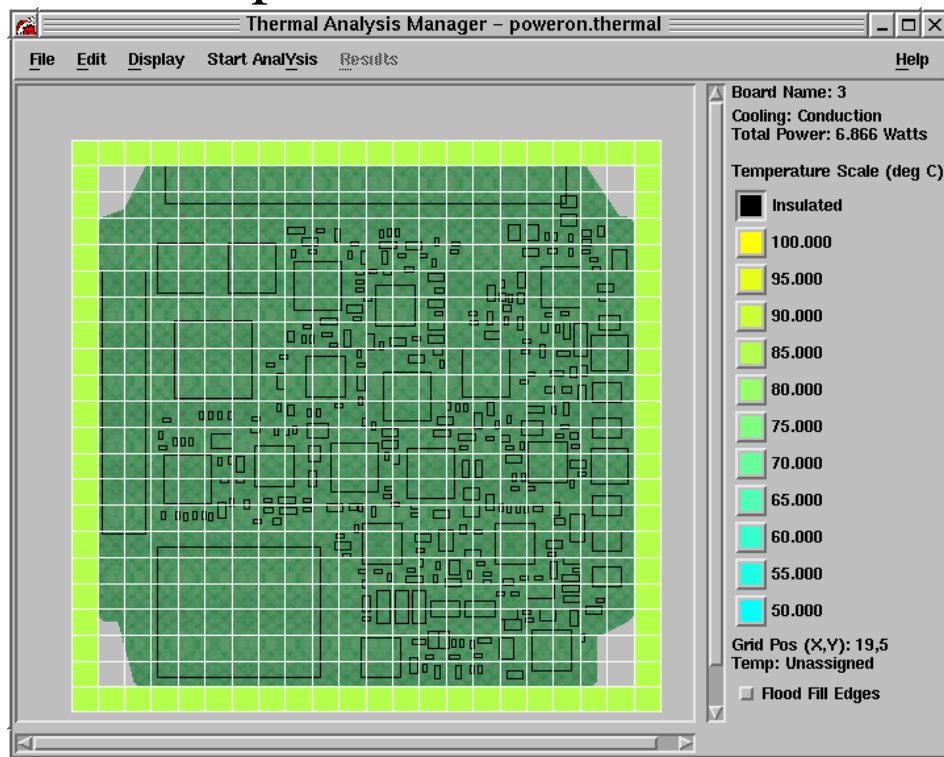 Thermal Analysis Manager – poweron.thermal
File Edit Display Start AnalYsis Results Help
Board Name: 3
Cooling: Conduction
Total Power: 6.866 Watts
Temperature Scale (deg C)
Insulated
100.000
95.000
90.000
85.000
80.000
75.000
70.000
65.000
60.000
55.000
50.000
Grid Pos (X,Y): 19,5
Temp: Unassigned
Flood Fill Edges